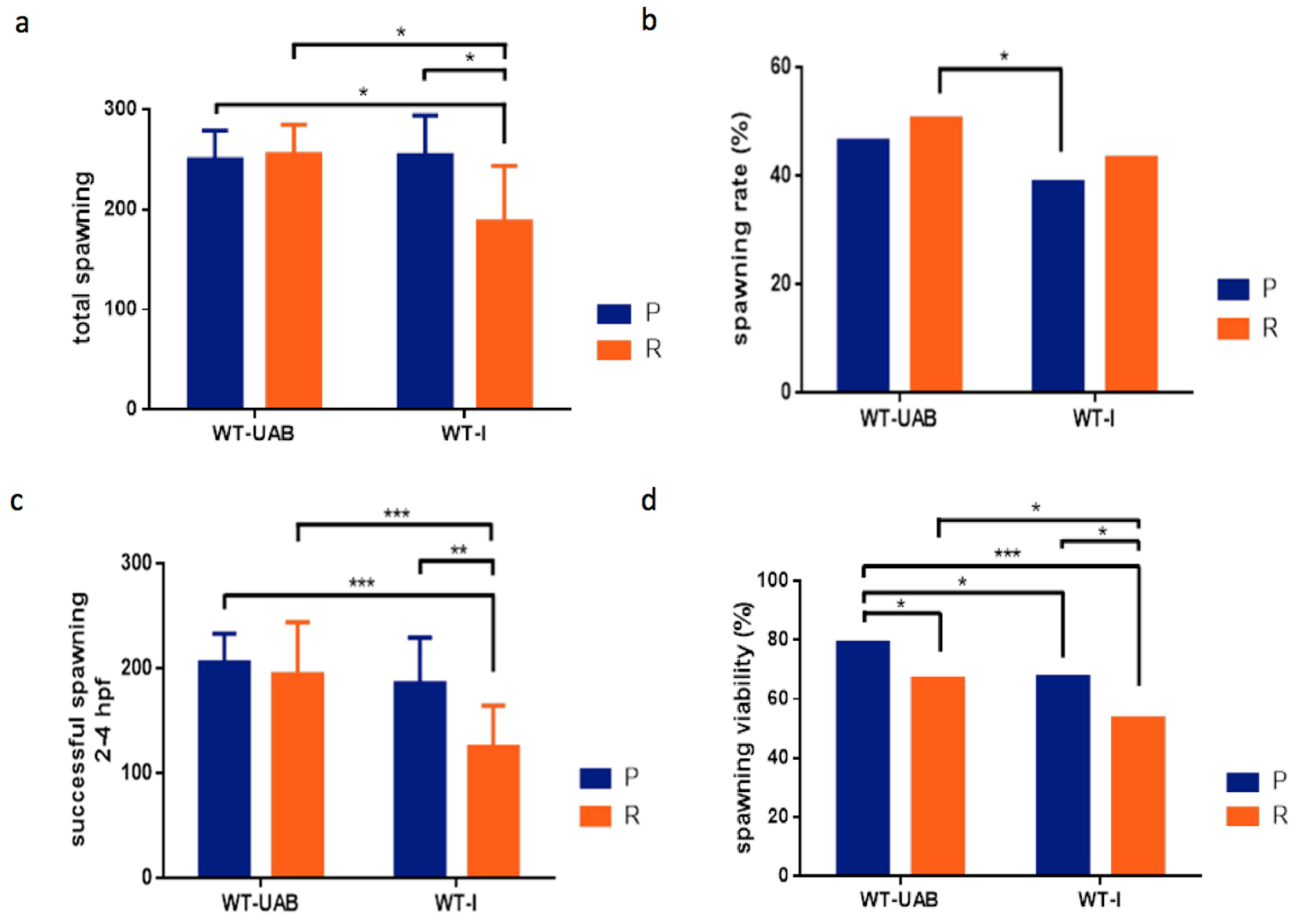 a
*
*
*
300
200
100
0
total spawning
WT-UAB
WT-I
P
R
b
*
60
40
20
0
spawning rate (%)
WT-UAB
WT-I
P
R
c
***
**
***
300
200
100
0
successful spawning
2-4 hpf
WT-UAB
WT-I
P
R
d
*
*
***
*
*
100
80
60
40
20
0
spawning viability (%)
WT-UAB
WT-I
P
R